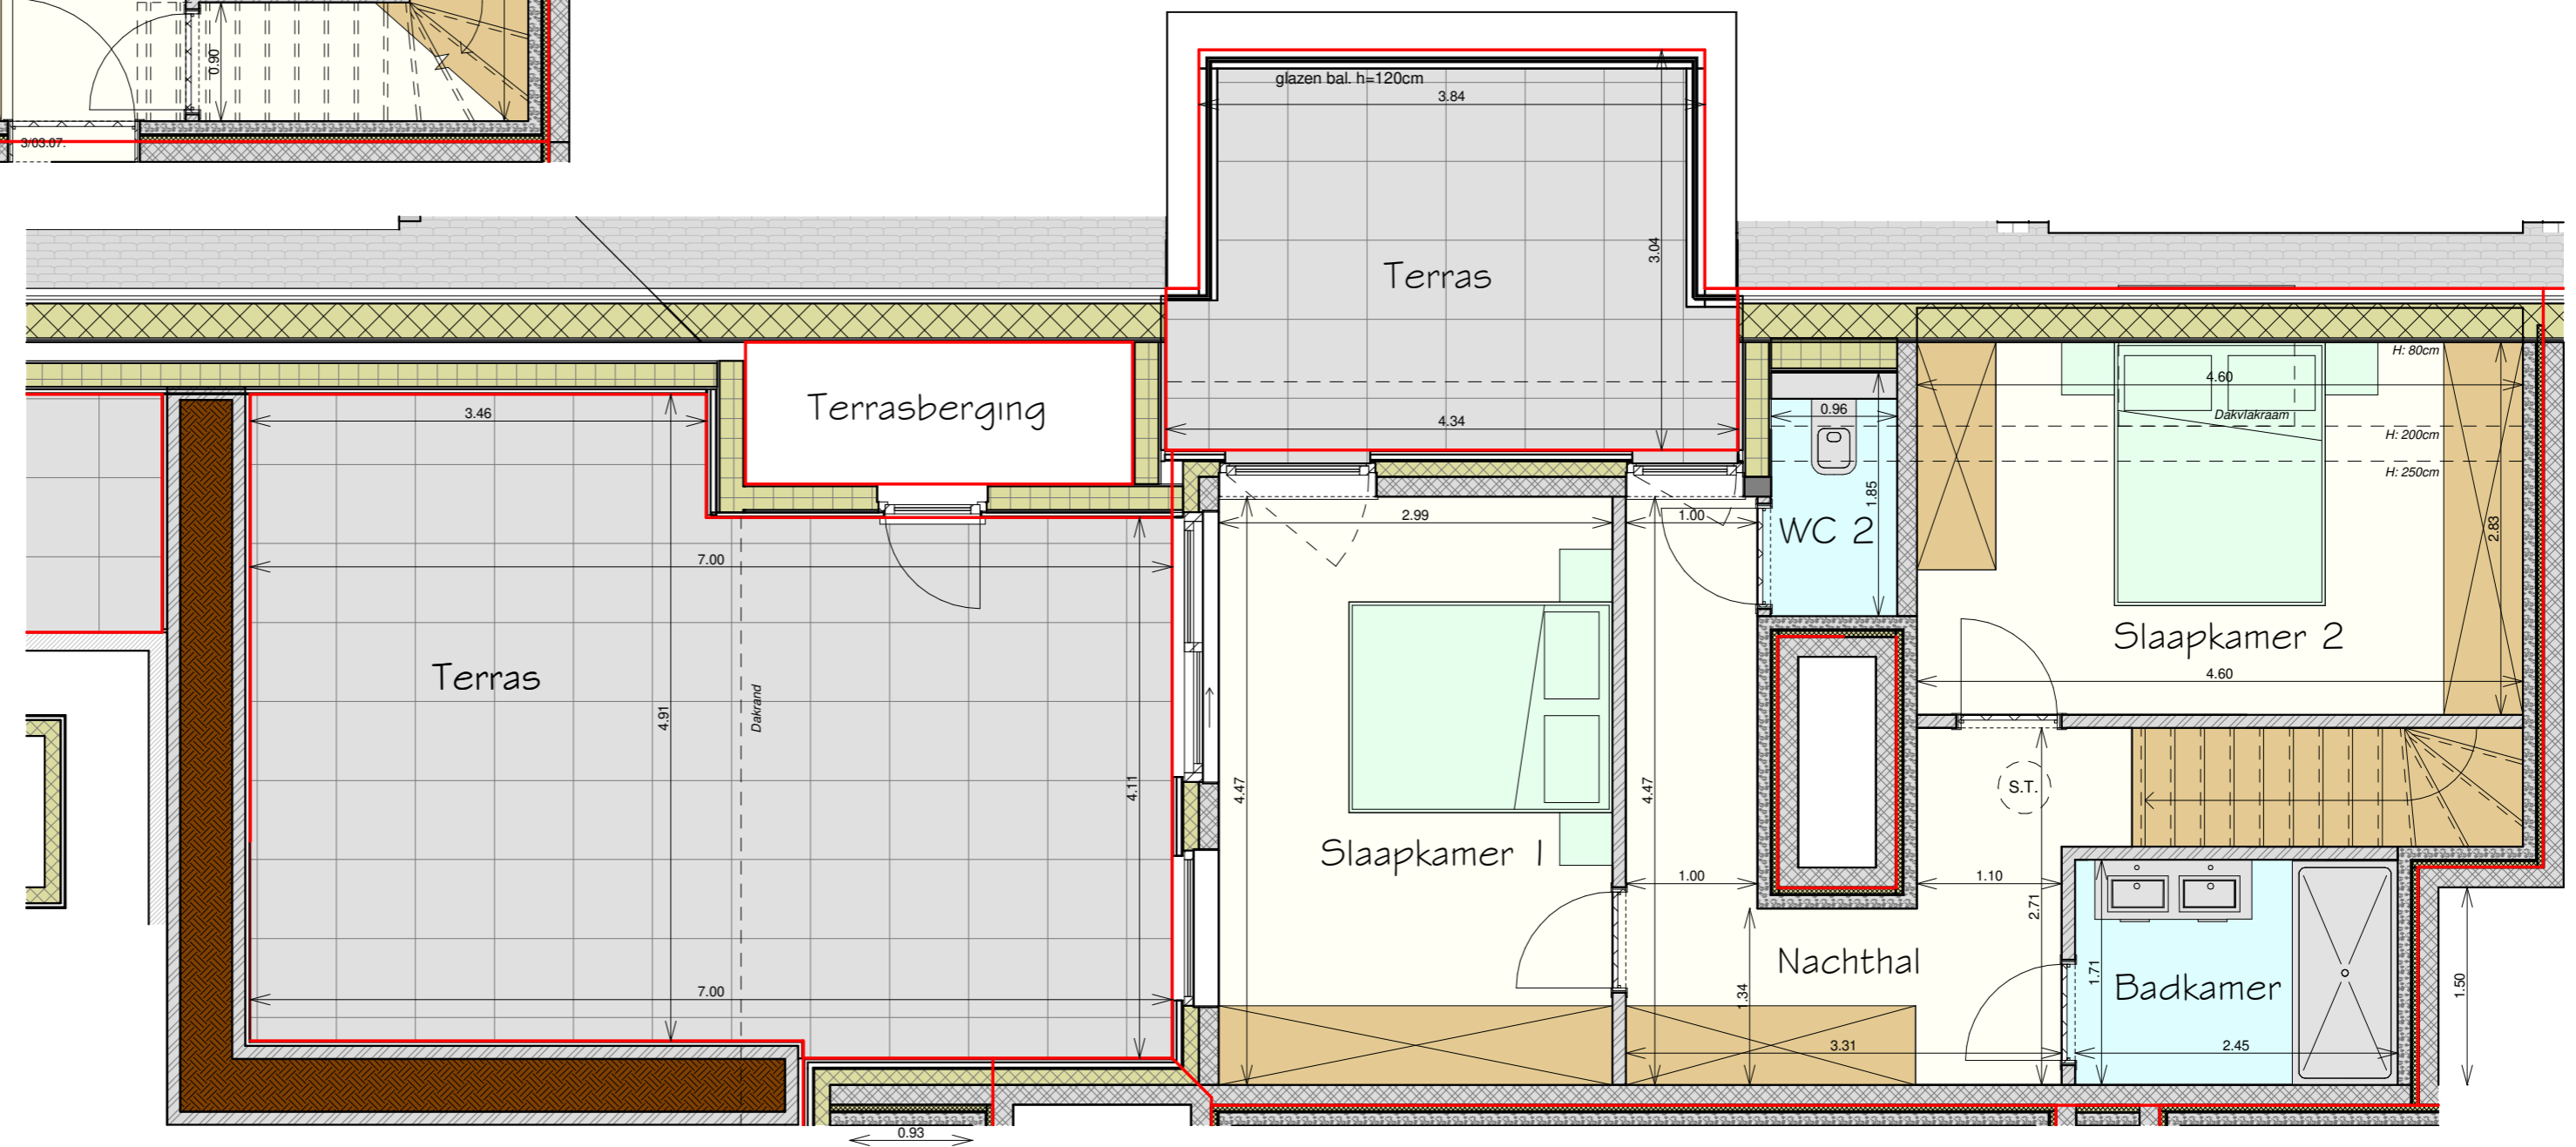 0.90
3/03.07.
glazen bal. h=120cm
3.84
3.04
Terras
4.34
3.46
Terrasberging
7.00
Terras
4.91
Dakrand
4.11
7.00
0.93
2.99
4.47
Slaapkamer 1
1.00
4.47
1.00
0.96
1.85
WC 2
H: 80cm
4.60
Dakvlakraam
H: 200cm
H: 250cm
2.83
Slaapkamer 2
4.60
S.T.
1.10
2.71
Nachthal
1.34
3.31
1.71
Badkamer
2.45
1.50